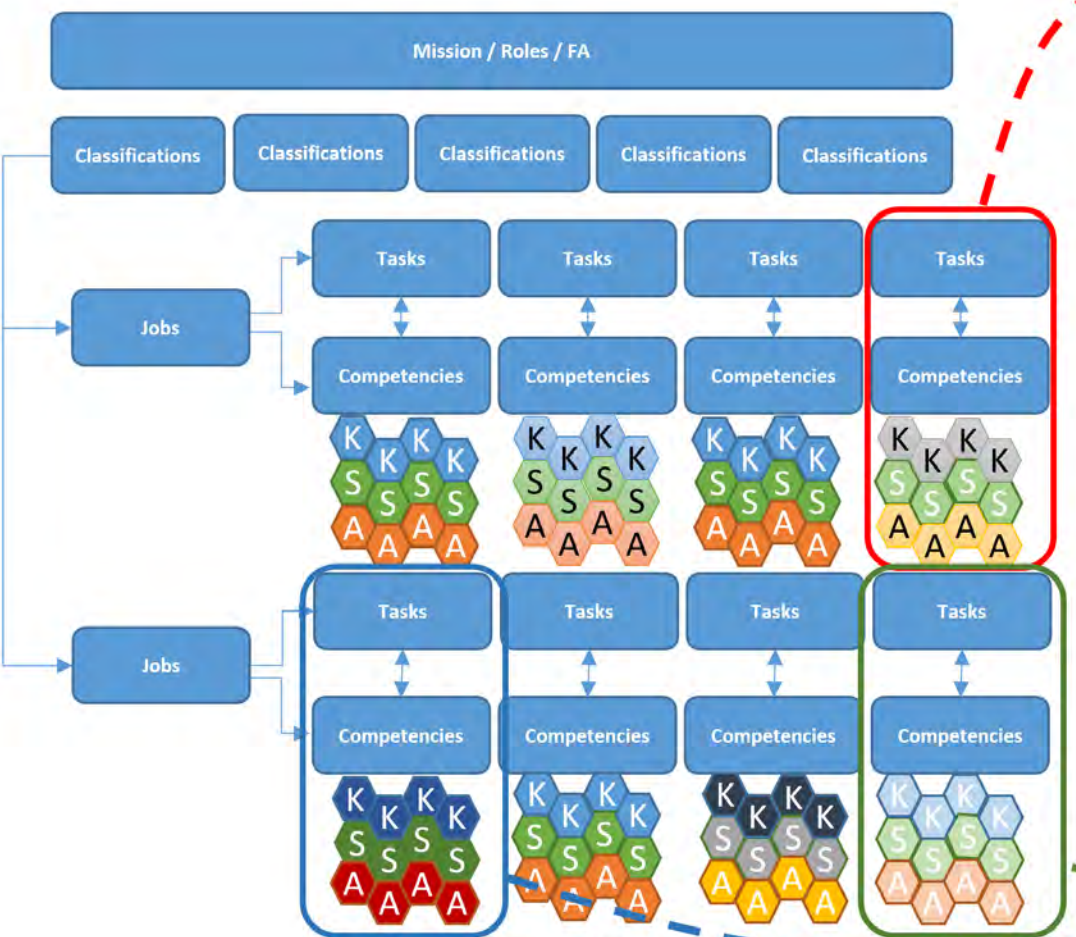 Mission / Roles / FA
Classifications Classifications Classifications Classifications Classifications
Tasks Tasks Tasks Tasks
Jobs
Competencies Competencies Competencies Competencies
K K K K K K K K K K K K K K K K
S S S S S S S S S S S S S S S S
A A A A A A A A A A A A A A A A
Tasks Tasks Tasks Tasks
Jobs
Competencies Competencies Competencies Competencies
K K K K K K K K K K K K K K K K
S S S S S S S S S S S S S S S S
A A A A A A A A A A A A A A A A